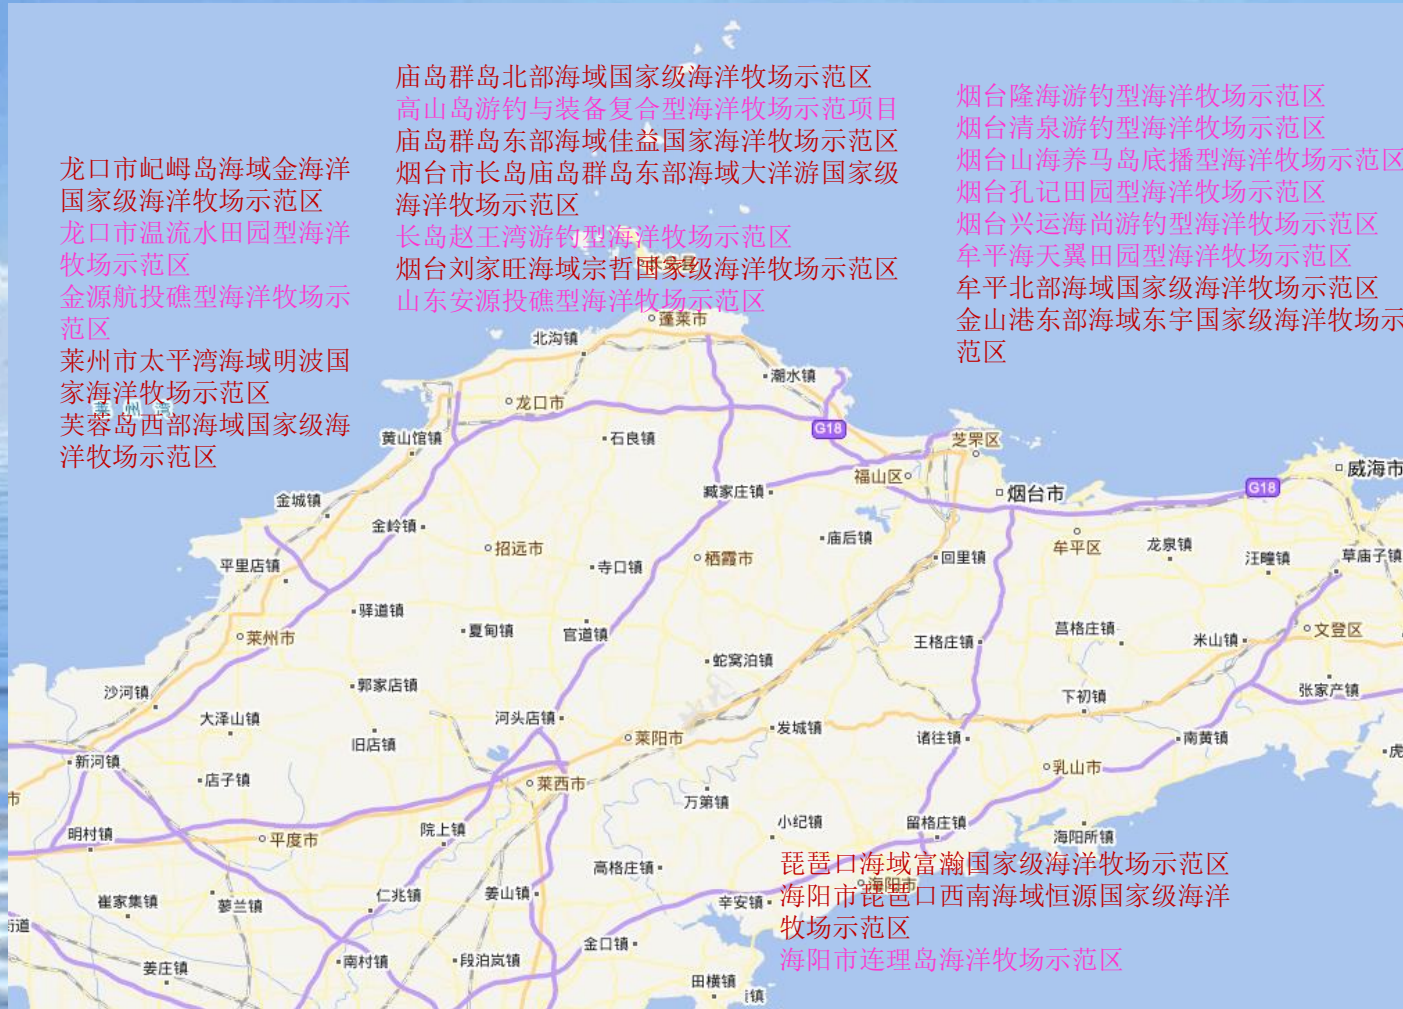 庙岛群岛北部海域国家级海洋牧场示范区
高山岛游钓与装备复合型海洋牧场示范项目
庙岛群岛东部海域佳益国家海洋牧场示范区
烟台市长岛庙岛群岛东部海域大洋游国家级
海洋牧场示范区
长岛赵王湾游钓型海洋牧场示范区
烟台刘家旺海域宗哲国家级海洋牧场示范区
山东安源投礁型海洋牧场示范区
烟台隆海游钓型海洋牧场示范区
烟台清泉游钓型海洋牧场示范区
烟台山海养马岛底播型海洋牧场示范区
烟台孔记田园型海洋牧场示范区
烟台兴运海尚游钓型海洋牧场示范区
牟平海天翼田园型海洋牧场示范区
牟平北部海域国家级海洋牧场示范区
金山港东部海域东宇国家级海洋牧场示
范区
龙口市屺㟂岛海域金海洋
国家级海洋牧场示范区
龙口市温流水田园型海洋
牧场示范区
金源航投礁型海洋牧场示
范区
莱州市太平湾海域明波国
家海洋牧场示范区
芙蓉岛西部海域国家级海
洋牧场示范区
莱州湾
蓬莱市
北沟镇
潮水镇
龙口市
G18
黄山馆镇
石良镇
芝罘区
福山区
威海市
金城镇
臧家庄镇
烟台市
G18
金岭镇
招远市
栖霞市
庙后镇
回里镇
牟平区
龙泉镇
汪疃镇
草庙子镇
平里店镇
寺口镇
驿道镇
莱州市
夏甸镇
官道镇
王格庄镇
莒格庄镇
米山镇
文登区
蛇窝泊镇
沙河镇
郭家店镇
下初镇
张家产镇
大泽山镇
河头店镇
发城镇
旧店镇
莱阳市
诸往镇
南黄镇
虎
新河镇
店子镇
莱西市
乳山市
市
万第镇
明村镇
平度市
院上镇
小纪镇
留格庄镇
海阳所镇
琵琶口海域富瀚国家级海洋牧场示范区
海阳市
海阳市琵琶口西南海域恒源国家级海洋
牧场示范区
海阳市连理岛海洋牧场示范区
高格庄镇
崔家集镇
蓼兰镇
仁兆镇
姜山镇
辛安镇
街道
金口镇
姜庄镇
南村镇
段泊岚镇
田横镇
镇